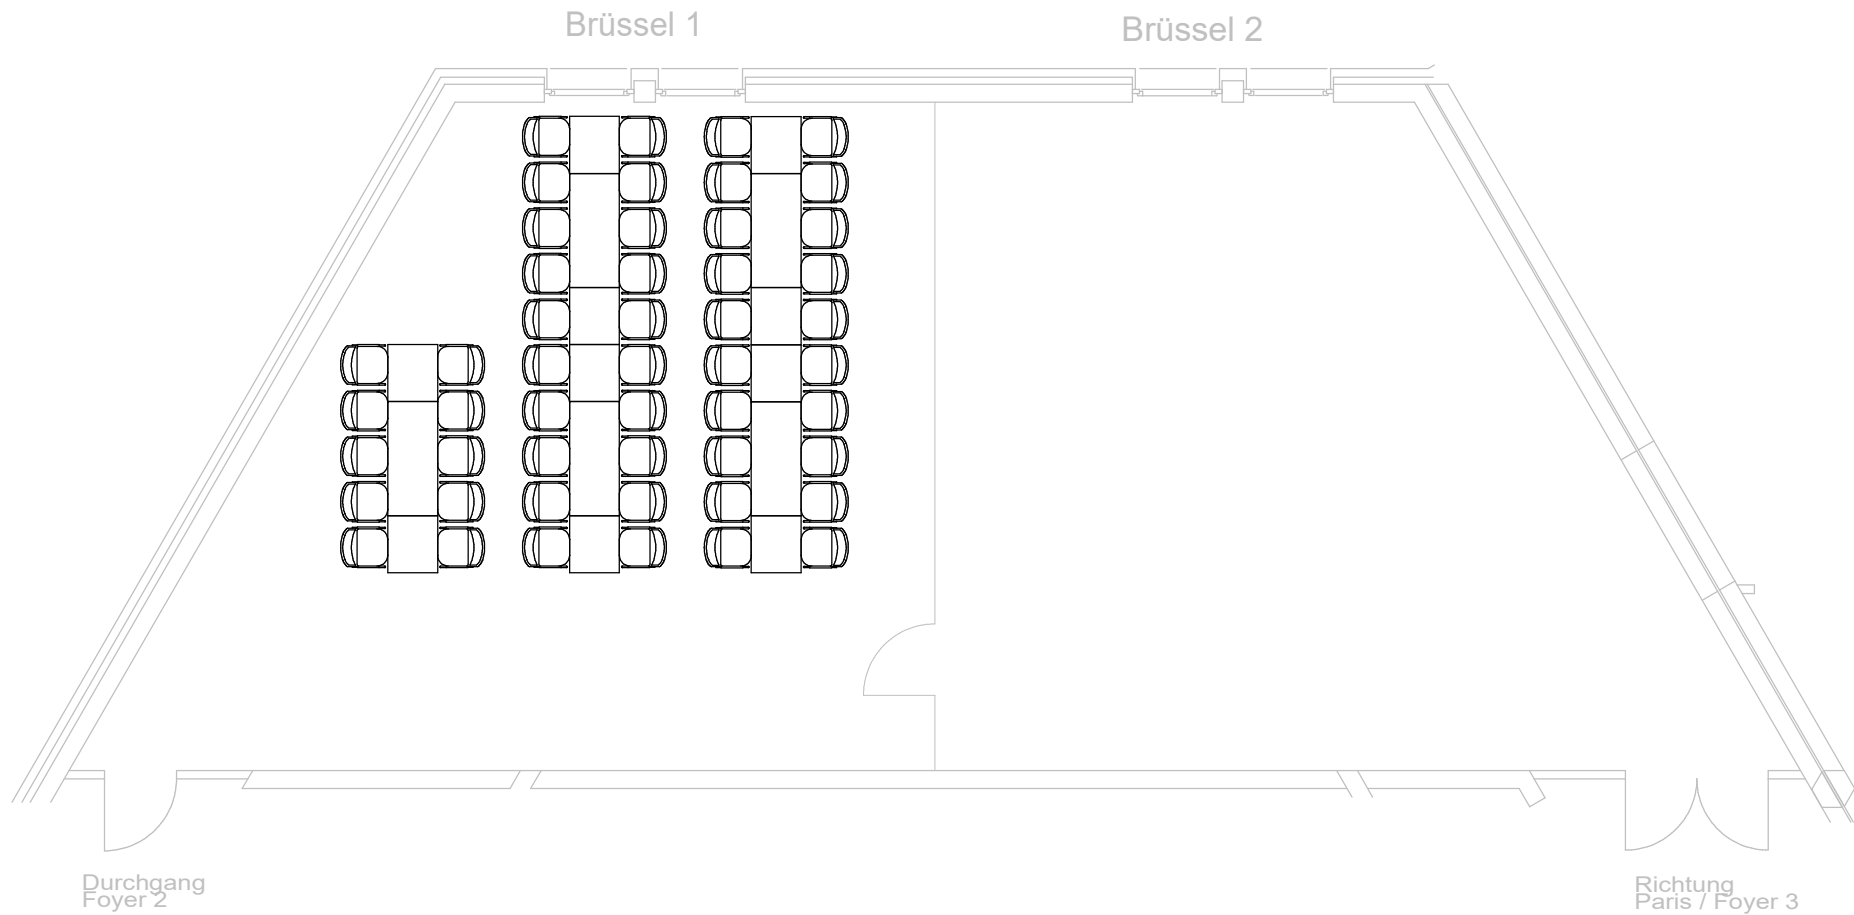 Brüssel 1
Brüssel 2
Durchgang
Foyer 2
Richtung
Paris / Foyer 3